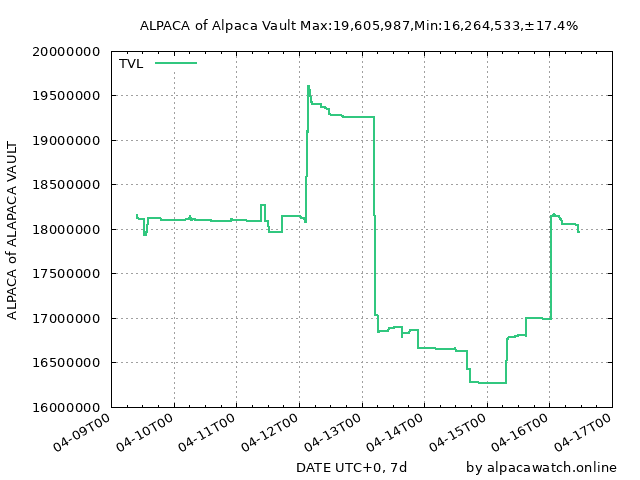 ALPACA of Alpaca Vault Max:19,605,987,Min:16,264,533,±17.4%
TVL
20000000
19500000
19000000
18500000
18000000
17500000
17000000
16500000
16000000
ALPACA of ALAPACA VAULT
04-09T00
04-10T00
04-11T00
04-12T00
04-13T00
04-14T00
04-15T00
04-16T00
04-17T00
DATE UTC+0, 7d
by alpacawatch.online